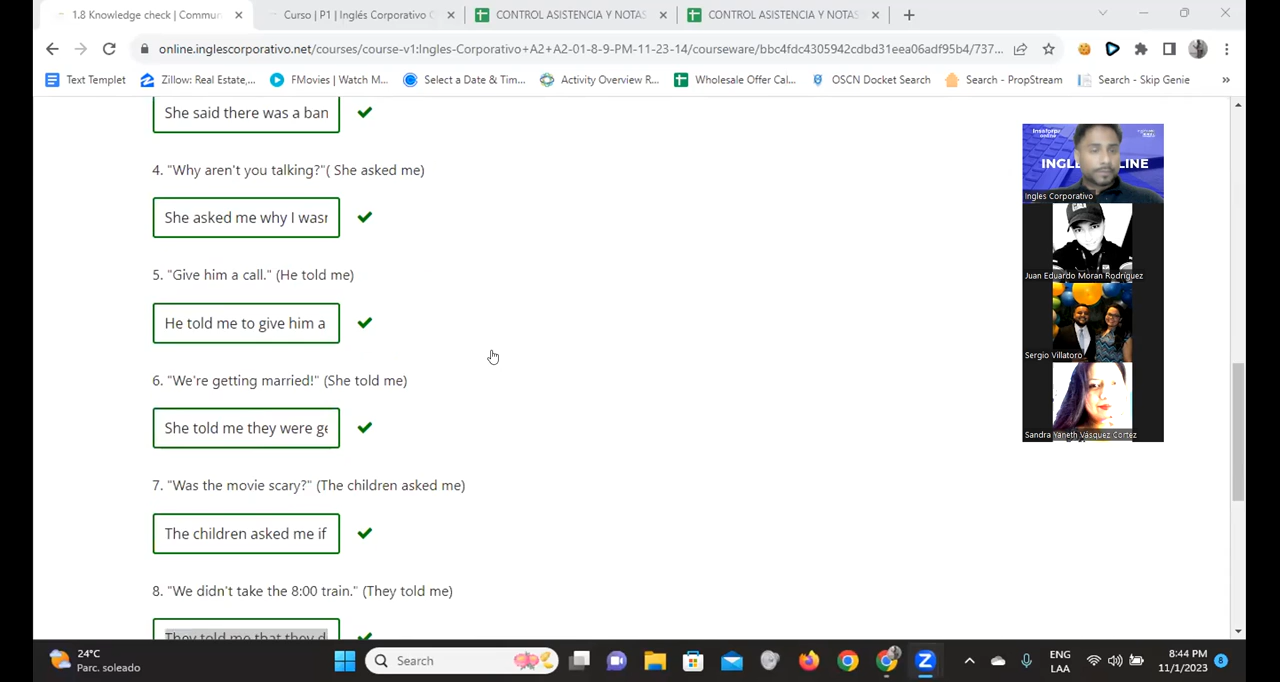 1.8 Knowledge check | Commun
Curso | P1 | Inglés Corporativo C
CONTROL ASISTENCIA Y NOTAS
CONTROL ASISTENCIA Y NOTAS
online.inglescorporativo.net/courses/course-v1:Ingles-Corporativo+A2+A2-01-8-9-PM-11-23-14/courseware/bbc4fdc4305942cdbd31eea06adf95b4/737...
Text Templet
Zillow: Real Estate,...
FMovies | Watch M...
Select a Date & Tim...
Activity Overview R...
Wholesale Offer Cal...
OSCN Docket Search
Search - PropStream
Search - Skip Genie
»
She said there was a ban
4. "Why aren't you talking?"( She asked me)
She asked me why I wasn
5. "Give him a call." (He told me)
He told me to give him a
6. "We're getting married!" (She told me)
She told me they were ge
7. "Was the movie scary?" (The children asked me)
The children asked me if
8. "We didn't take the 8:00 train." (They told me)
They told me that they d
Ingles Corporativo
Juan Eduardo Moran Rodriguez
Sergio Villatoro
Sandra Yaneth Vásquez Cortez
24°C
Parc. soleado
Search
ENG
LAA
8:44 PM
11/1/2023
8